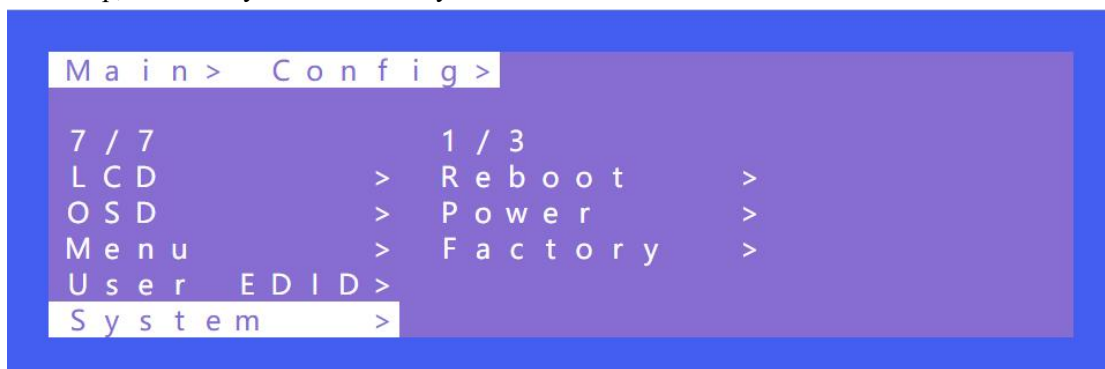 Main> Config>
7/7 1/3
LCD > Reboot >
OSD > Power >
Menu > Factory >
User EDID>
System >